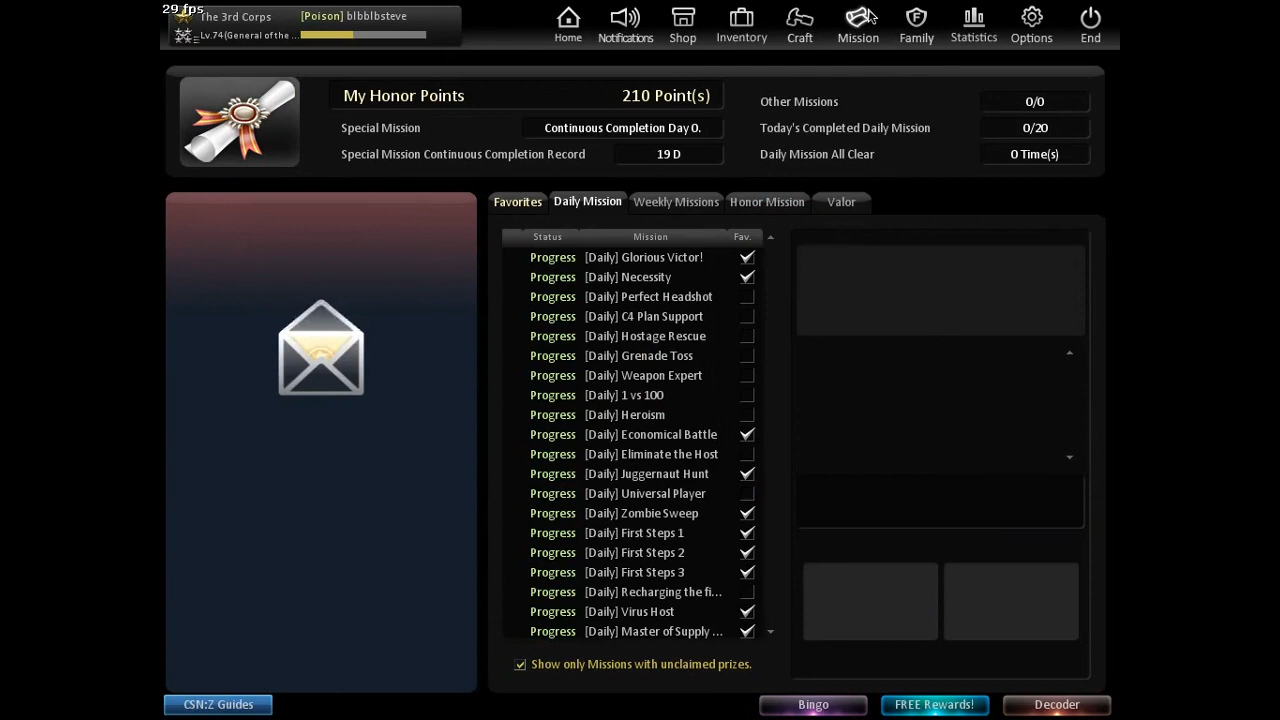 29 fps
The 3rd Corps
[Poison] blbblbsteve
Lv.74(General of the ...
Home
Notifications
Shop
Inventory
Craft
Mission
Family
Statistics
Options
End
My Honor Points 210 Point(s)
Special Mission Continuous Completion Day 0.
Special Mission Continuous Completion Record 19 D
Other Missions 0/0
Today's Completed Daily Mission 0/20
Daily Mission All Clear 0 Time(s)
Favorites
Daily Mission
Weekly Missions
Honor Mission
Valor
Status Mission Fav.
Progress [Daily] Glorious Victor!
Progress [Daily] Necessity
Progress [Daily] Perfect Headshot
Progress [Daily] C4 Plan Support
Progress [Daily] Hostage Rescue
Progress [Daily] Grenade Toss
Progress [Daily] Weapon Expert
Progress [Daily] 1 vs 100
Progress [Daily] Heroism
Progress [Daily] Economical Battle
Progress [Daily] Eliminate the Host
Progress [Daily] Juggernaut Hunt
Progress [Daily] Universal Player
Progress [Daily] Zombie Sweep
Progress [Daily] First Steps 1
Progress [Daily] First Steps 2
Progress [Daily] First Steps 3
Progress [Daily] Recharging the fi...
Progress [Daily] Virus Host
Progress [Daily] Master of Supply ...
Show only Missions with unclaimed prizes.
CSN:Z Guides
Bingo
FREE Rewards!
Decoder